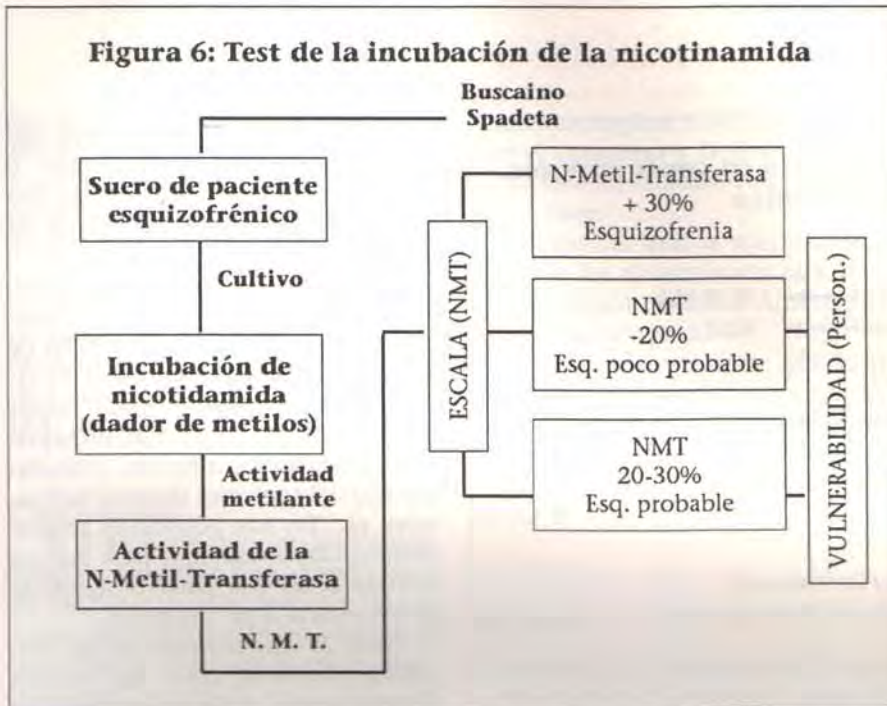 Figura 6: Test de la incubación de la nicotinamida
Buscaino
Spadeta
Suero de paciente
esquizofrénico
Cultivo
Incubación de
nicotidamida
(dador de metilos)
Actividad
metilante
Actividad de la
N-Metil-Transferasa
N. M. T.
ESCALA (NMT)
N-Metil-Transferasa
+ 30%
Esquizofrenia
NMT
-20%
Esq. poco probable
NMT
20-30%
Esq. probable
VULNERABILIDAD (Person.)